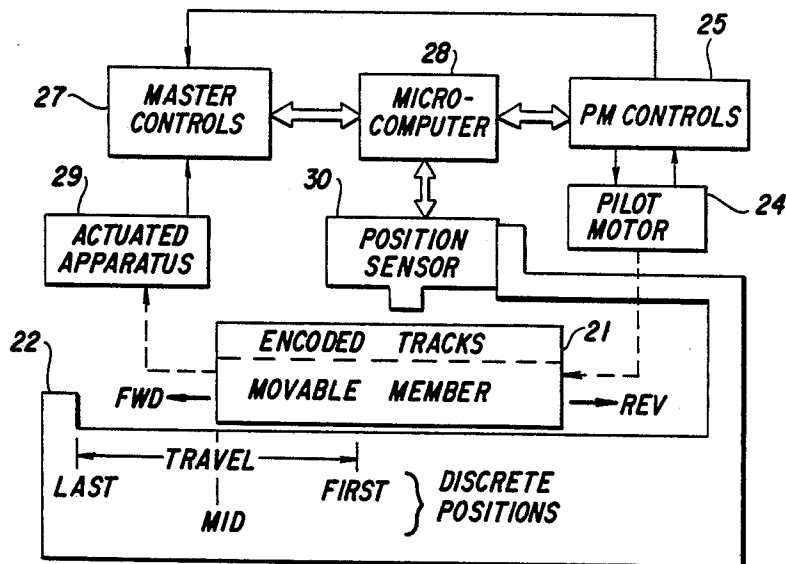 25
28
27
MASTER
CONTROLS
MICRO-
COMPUTER
PM CONTROLS
29
30
24
PILOT
MOTOR
ACTUATED
APPARATUS
POSITION
SENSOR
22
21
ENCODED TRACKS
MOVABLE MEMBER
FWD
REV
TRAVEL
LAST
FIRST
MID
DISCRETE
POSITIONS